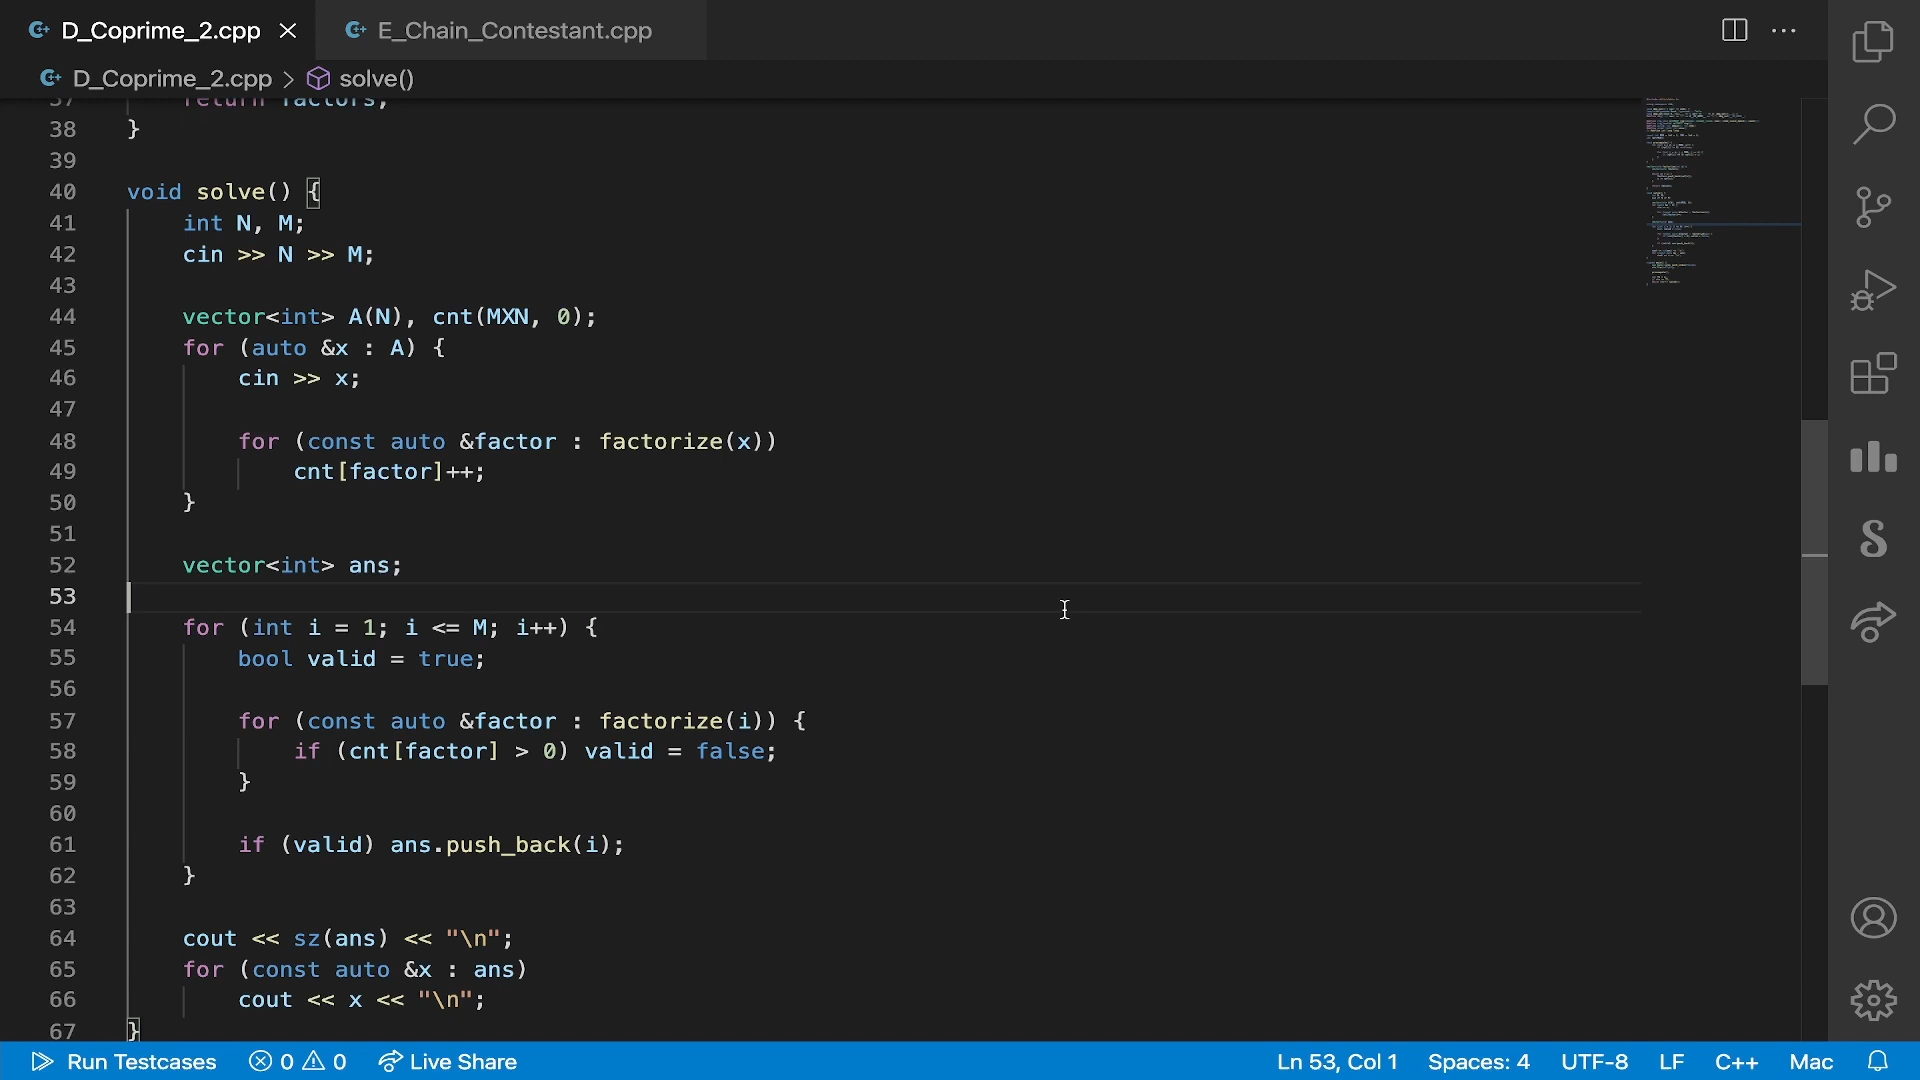 D_Coprime_2.cpp E_Chain_Contestant.cpp
D_Coprime_2.cpp > solve()
37 return factors;
38 }
39
40 void solve() {
41 int N, M;
42 cin >> N >> M;
43
44 vector<int> A(N), cnt(MXN, 0);
45 for (auto &x : A) {
46 cin >> x;
47
48 for (const auto &factor : factorize(x))
49 cnt[factor]++;
50 }
51
52 vector<int> ans;
53
54 for (int i = 1; i <= M; i++) {
55 bool valid = true;
56
57 for (const auto &factor : factorize(i)) {
58 if (cnt[factor] > 0) valid = false;
59 }
60
61 if (valid) ans.push_back(i);
62 }
63
64 cout << sz(ans) << "\n";
65 for (const auto &x : ans)
66 cout << x << "\n";
67 }
Run Testcases 0 0 Live Share Ln 53, Col 1 Spaces: 4 UTF-8 LF C++ Mac